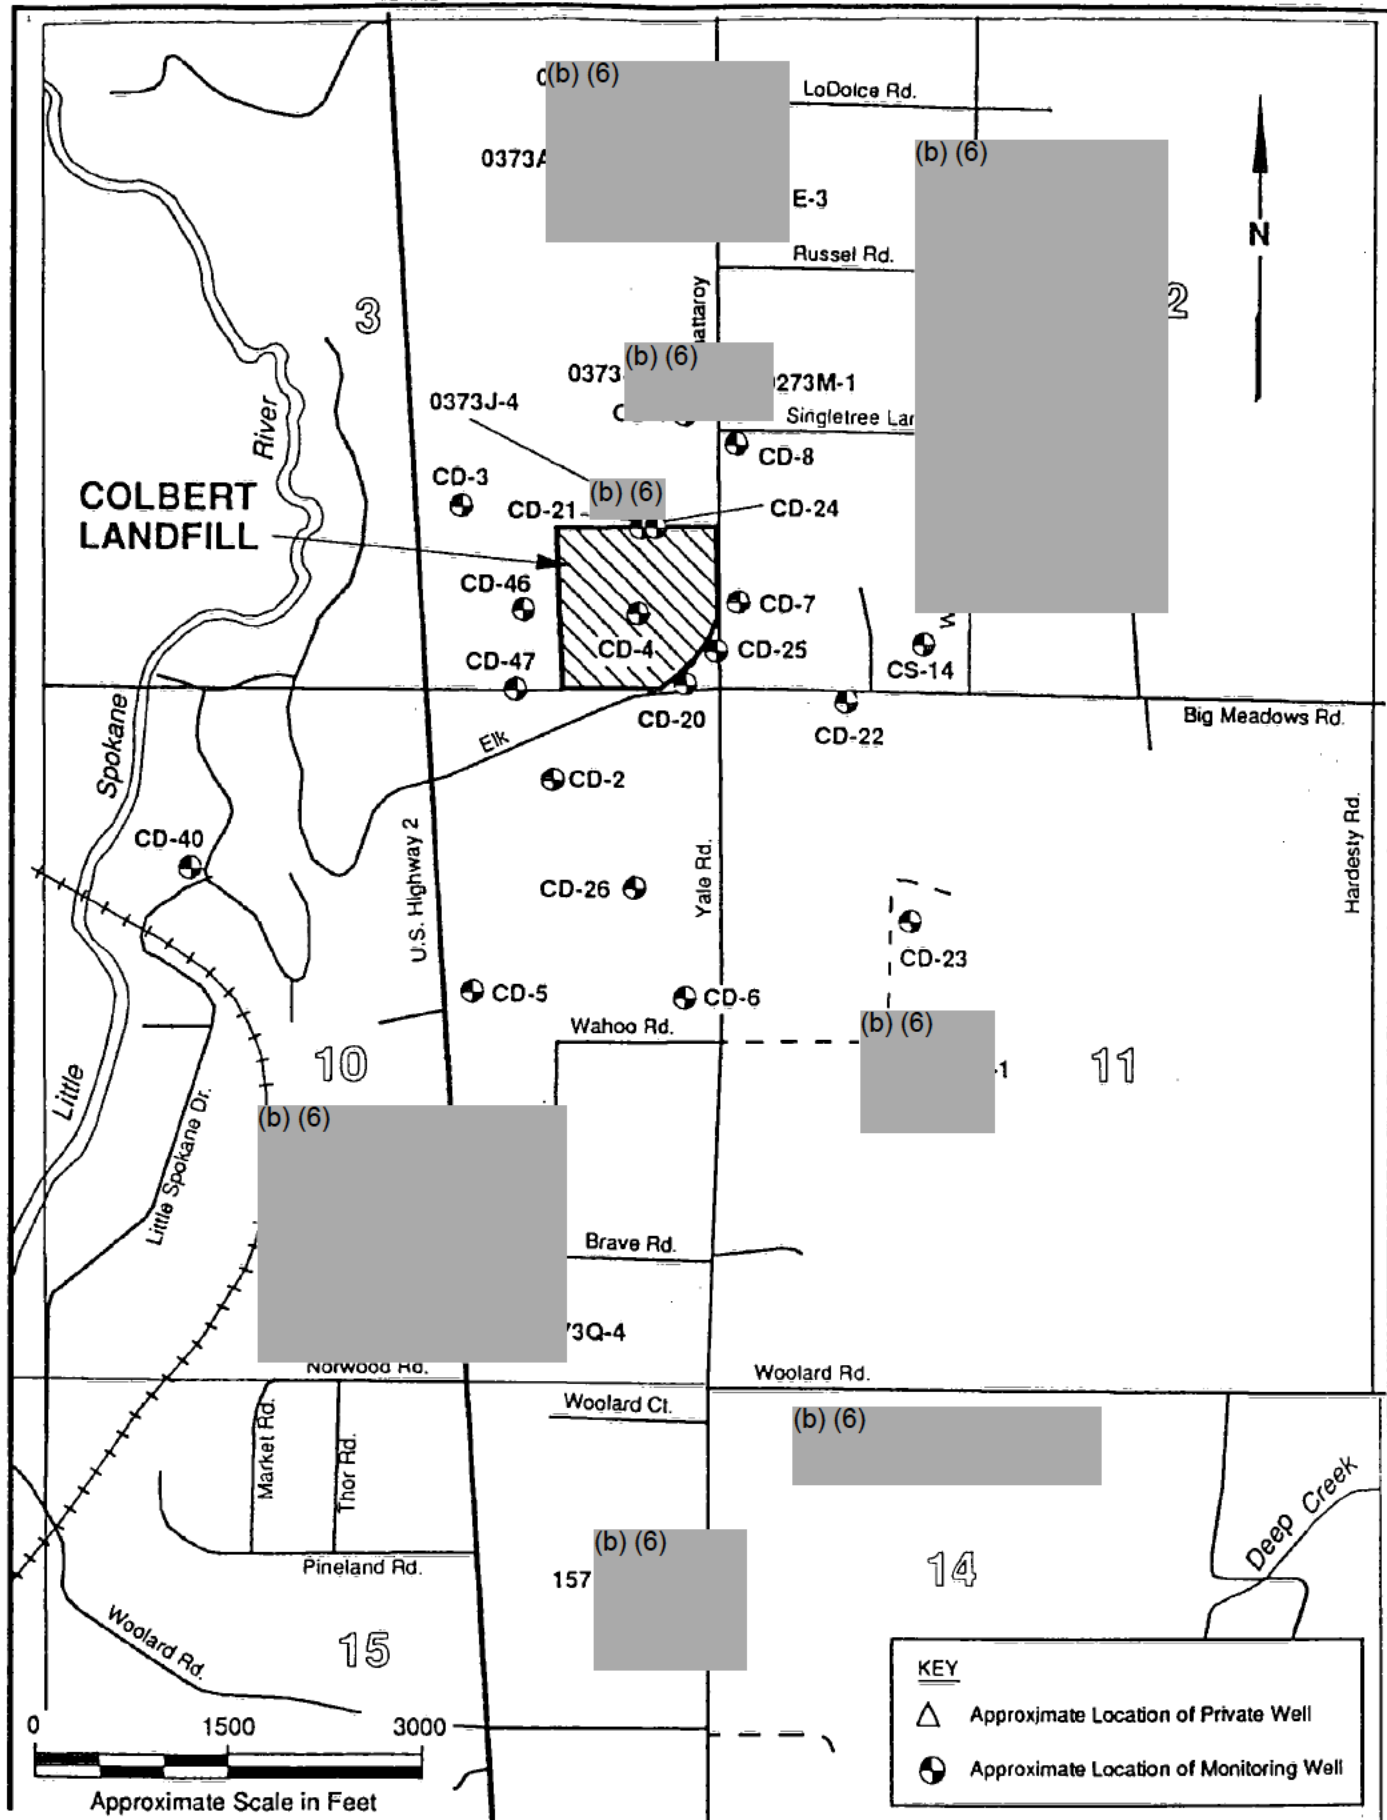 (b) (6)
LoDolce Rd.
0373A
(b) (6)
E-3
N
Russel Rd.
2
3
attaroy
(b) (6)
0373
0273M-1
0373J-4
Singletree Lan
River
CD-8
CD-3
COLBERT
LANDFILL
(b) (6)
CD-21
CD-24
CD-46
CD-7
W
CD-4
CD-25
CD-47
CS-14
CD-20
Big Meadows Rd.
CD-22
Elk
Spokane
CD-2
CD-40
U.S. Highway 2
Yale Rd.
Hardesty Rd.
CD-26
CD-23
CD-5
CD-6
Wahoo Rd.
(b) (6)
10
-1
11
Little
Little Spokane Dr.
(b) (6)
Brave Rd.
73Q-4
Norwood Rd.
Woolard Rd.
Woolard Ct.
(b) (6)
Market Rd.
Thor Rd.
Deep Creek
(b) (6)
Pineland Rd.
157
14
Woolard Rd.
15
KEY
Approximate Location of Private Well
Approximate Location of Monitoring Well
0 1500 3000
Approximate Scale in Feet